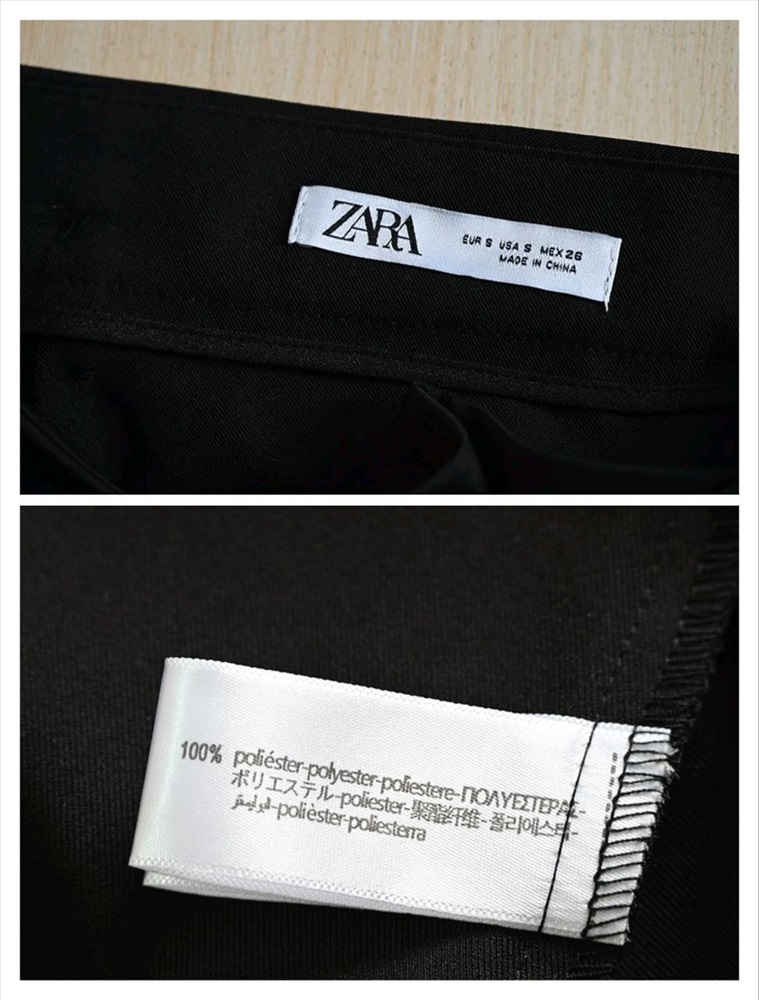 ZARA
EUR S USA S MEX 26
MADE IN CHINA
100% poliéster-polyester-poliestere-ΠΟΛΥΕΣΤΕΡΑΣ-
ポリエステル-poliester-聚酯纤维-폴리에스터-
البوليستر-polièster-poliesterra